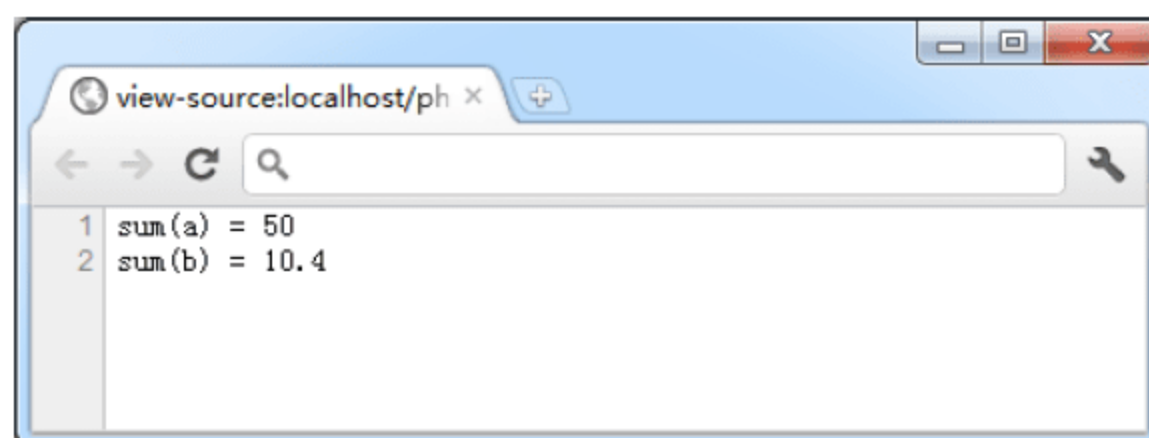 view-source:localhost/ph
1 sum(a) = 50
2 sum(b) = 10.4